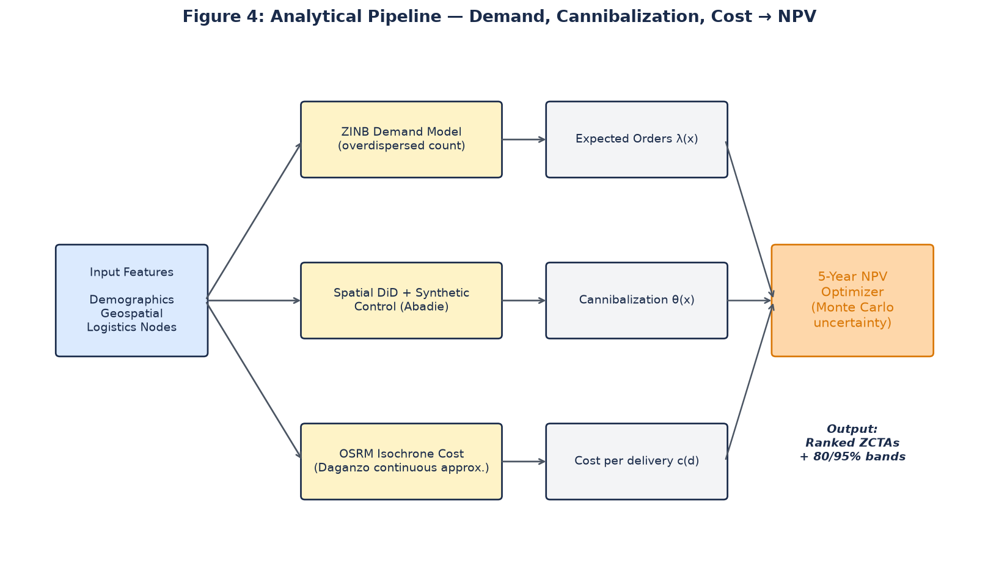 Figure 4: Analytical Pipeline — Demand, Cannibalization, Cost → NPV
Input Features
Demographics
Geospatial
Logistics Nodes
ZINB Demand Model
(overdispersed count)
Expected Orders λ(x)
Spatial DiD + Synthetic
Control (Abadie)
Cannibalization θ(x)
OSRM Isochrone Cost
(Daganzo continuous approx.)
Cost per delivery c(d)
5-Year NPV
Optimizer
(Monte Carlo
uncertainty)
Output:
Ranked ZCTAs
+ 80/95% bands